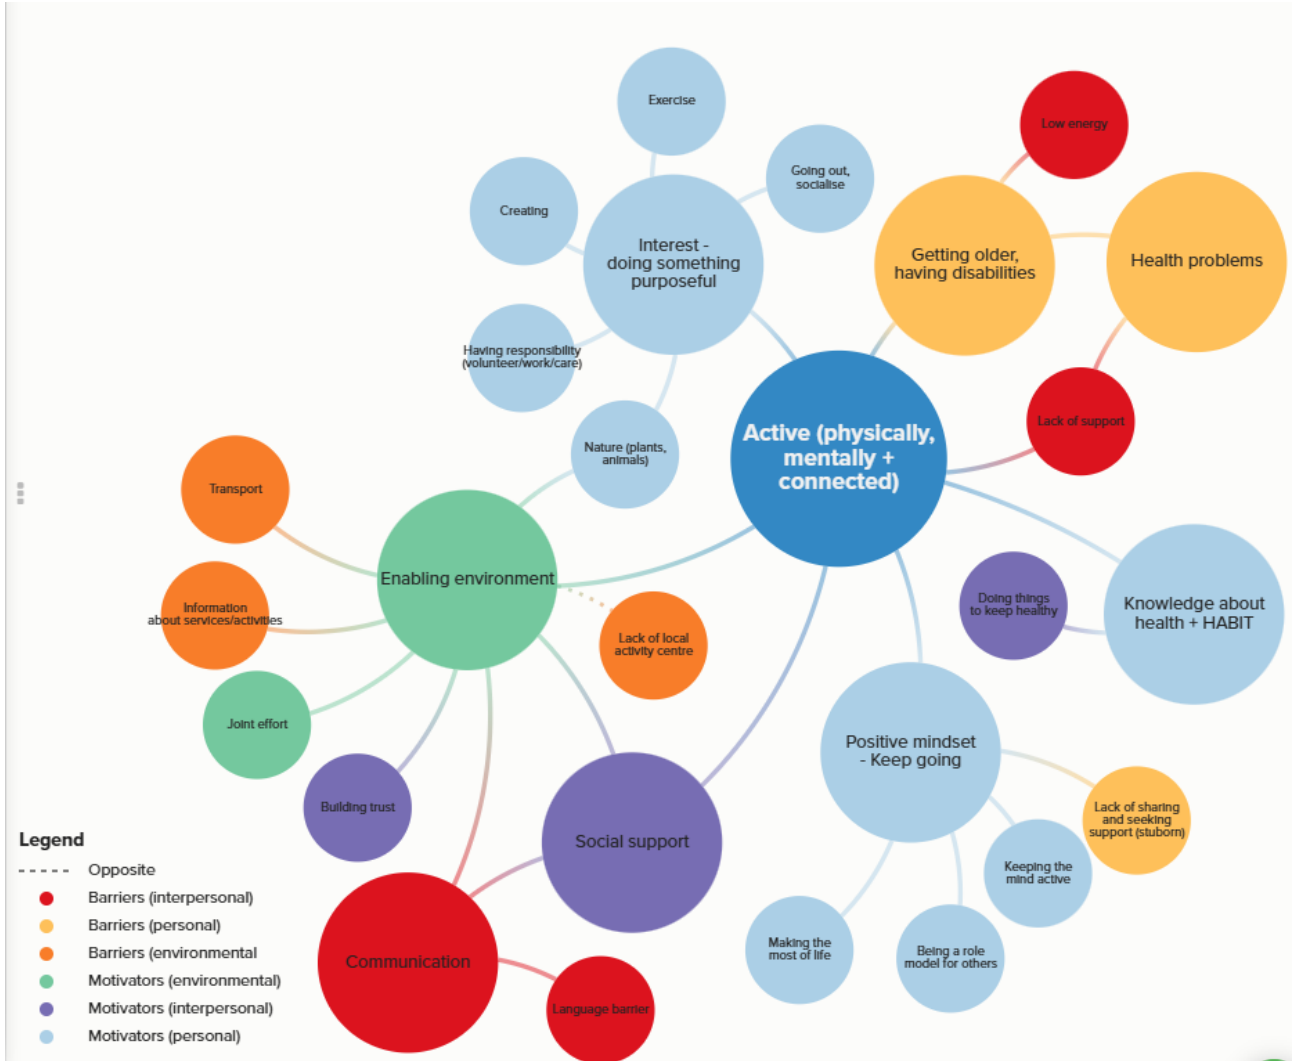 Exercise
Low energy
Going out,
socialise
Creating
Interest -
doing something
purposeful
Getting older,
having disabilities
Health problems
Having responsibility
(volunteer/work/care)
Lack of support
Active (physically,
mentally +
connected)
Nature (plants,
animals)
Transport
Enabling environment
Information
about services/activities
Doing things
to keep healthy
Knowledge about
health + HABIT
Lack of local
activity centre
Joint effort
Positive mindset
- Keep going
Building trust
Lack of sharing
and seeking
support (stuborn)
Social support
Keeping the
mind active
Making the
most of life
Being a role
model for others
Communication
Language barrier
Legend
Opposite
Barriers (interpersonal)
Barriers (personal)
Barriers (environmental
Motivators (environmental)
Motivators (interpersonal)
Motivators (personal)